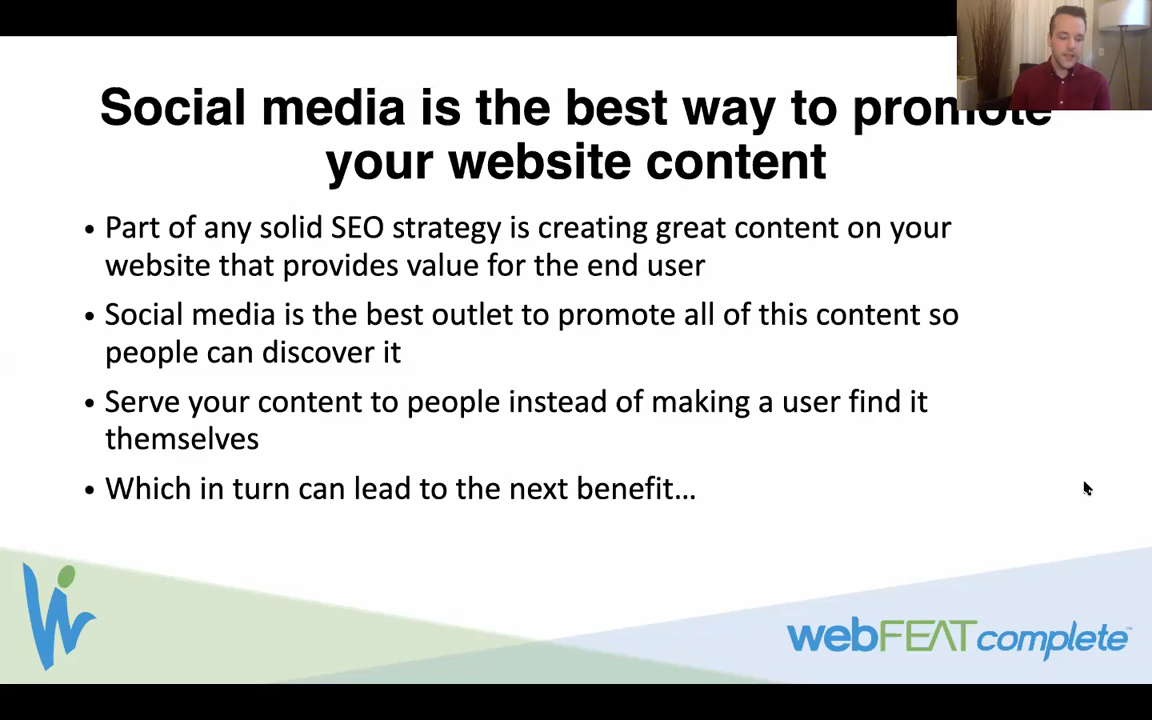 Social media is the best way to promote
your website content
• Part of any solid SEO strategy is creating great content on your
website that provides value for the end user
• Social media is the best outlet to promote all of this content so
people can discover it
• Serve your content to people instead of making a user find it
themselves
• Which in turn can lead to the next benefit...
webFEAT complete™